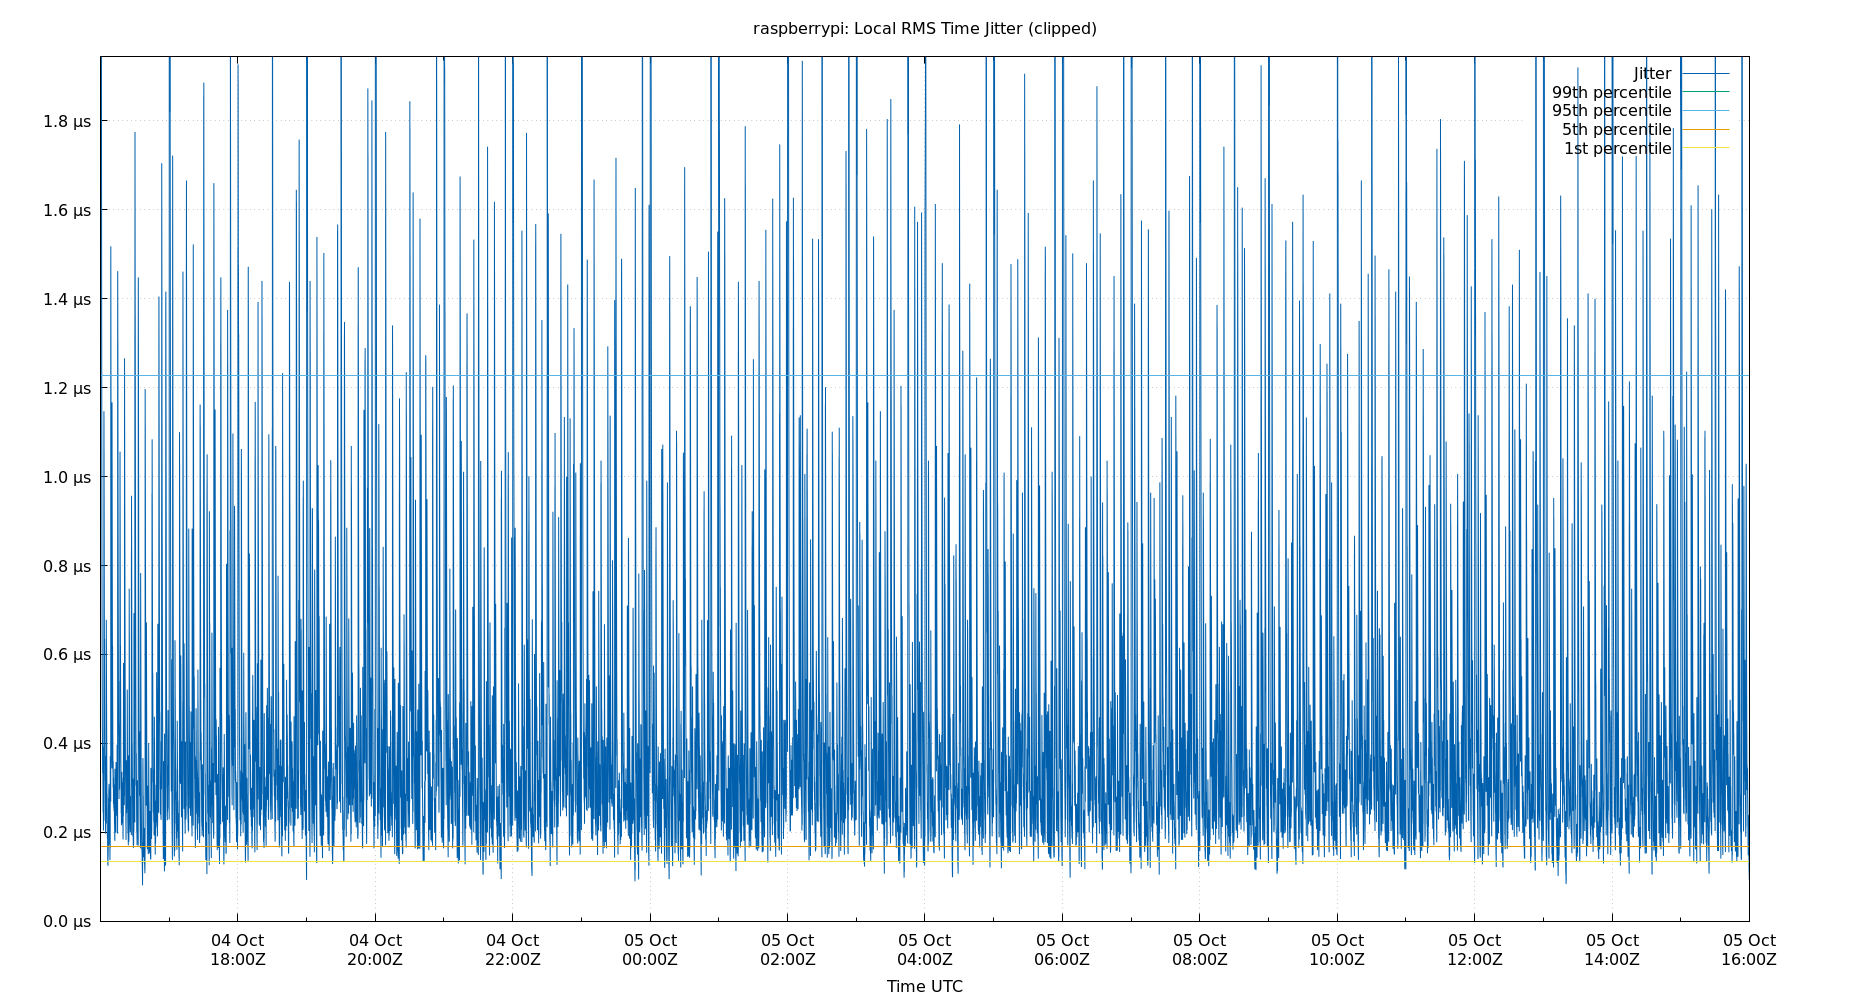 raspberrypi: Local RMS Time Jitter (clipped)
Jitter
99th percentile
95th percentile
5th percentile
1st percentile
1.8 µs
1.6 µs
1.4 µs
1.2 µs
1.0 µs
0.8 µs
0.6 µs
0.4 µs
0.2 µs
0.0 µs
04 Oct 04 Oct 04 Oct 05 Oct 05 Oct 05 Oct 05 Oct 05 Oct 05 Oct 05 Oct 05 Oct 05 Oct
18:00Z 20:00Z 22:00Z 00:00Z 02:00Z 04:00Z 06:00Z 08:00Z 10:00Z 12:00Z 14:00Z 16:00Z
Time UTC